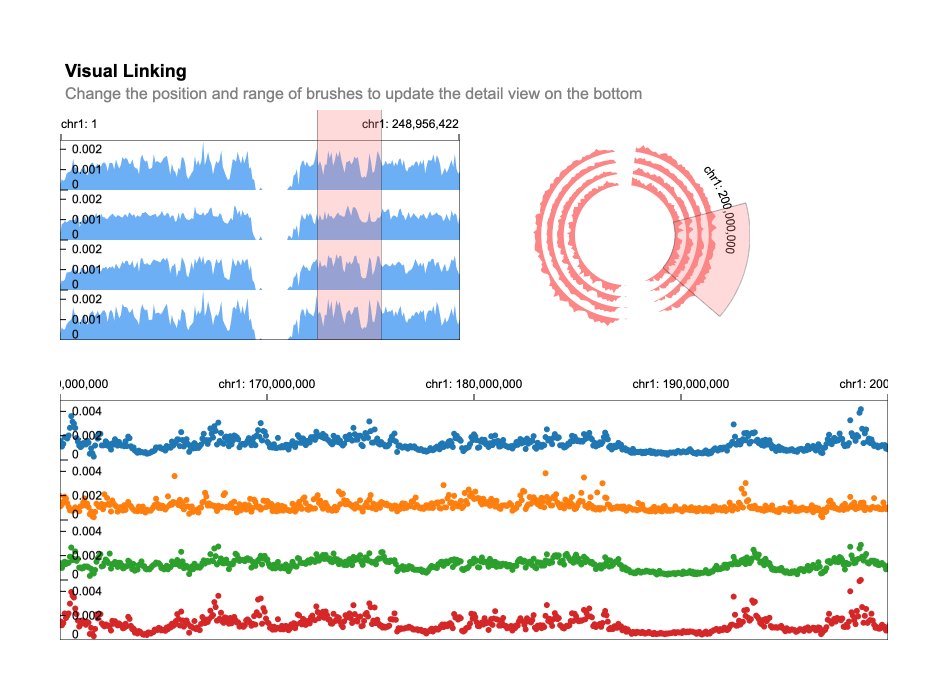 Visual Linking
Change the position and range of brushes to update the detail view on the bottom
chr1: 1
chr1: 248,956,422
0.002
0.001
0
0.002
0.001
0
0.002
0.001
0
0.002
0.001
0
chr1: 200,000,000
0,000,000
chr1: 170,000,000
chr1: 180,000,000
chr1: 190,000,000
chr1: 200
0.004
0.002
0
0.004
0.002
0
0.004
0.002
0
0.004
0.002
0